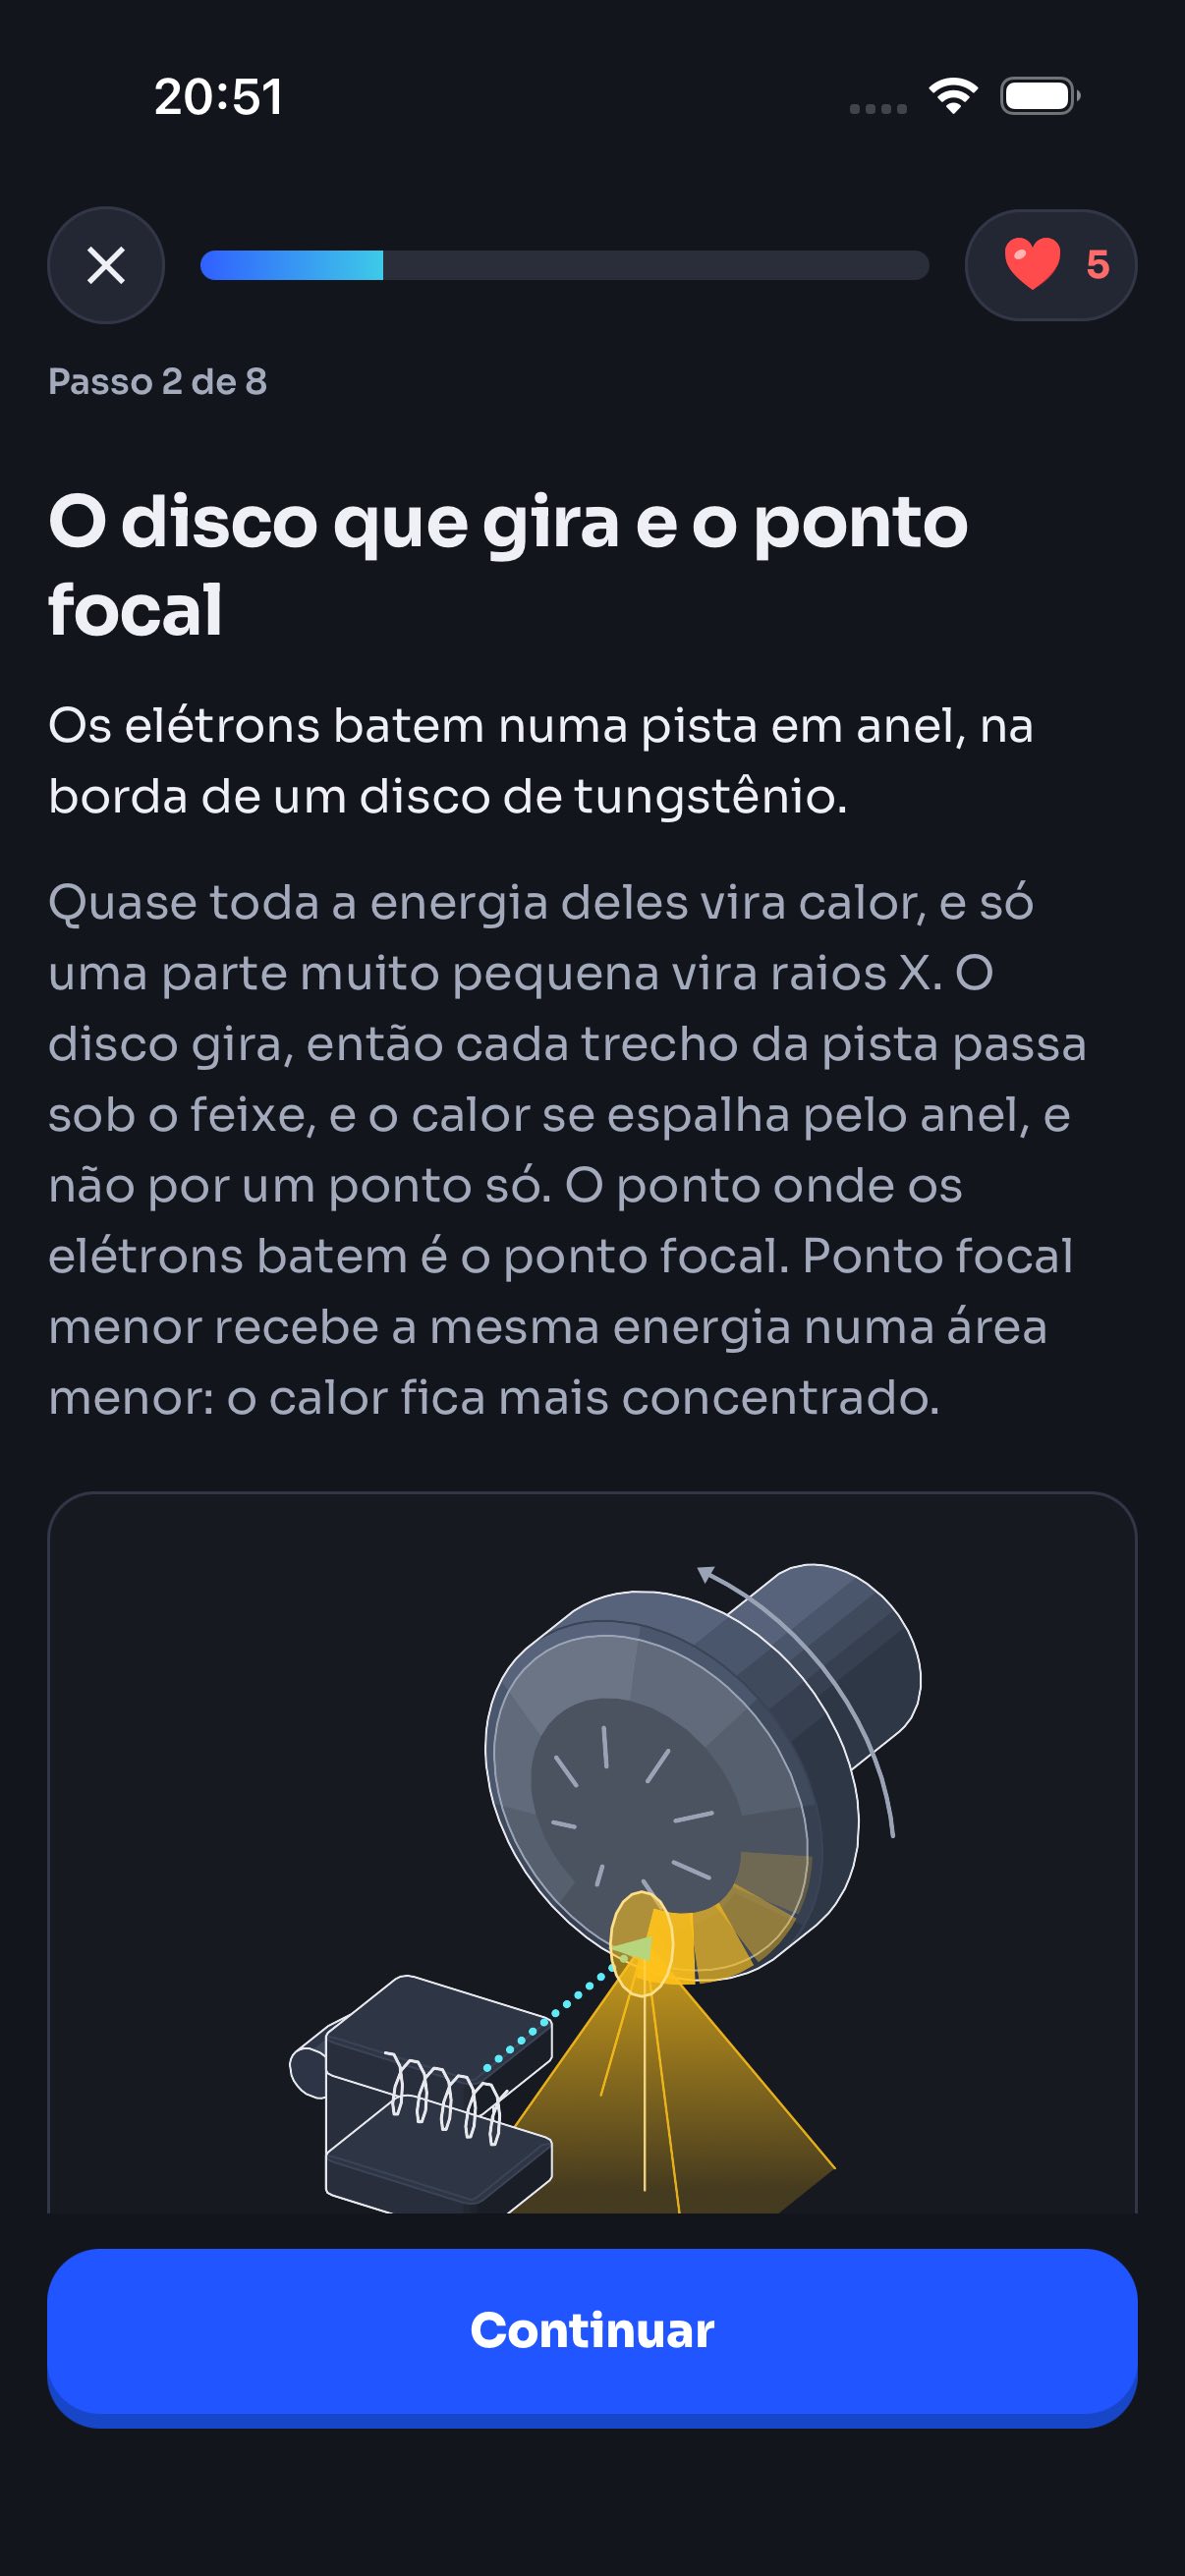 20:51
5
Passo 2 de 8
O disco que gira e o ponto
focal
Os elétrons batem numa pista em anel, na
borda de um disco de tungstênio.
Quase toda a energia deles vira calor, e só
uma parte muito pequena vira raios X. O
disco gira, então cada trecho da pista passa
sob o feixe, e o calor se espalha pelo anel, e
não por um ponto só. O ponto onde os
elétrons batem é o ponto focal. Ponto focal
menor recebe a mesma energia numa área
menor: o calor fica mais concentrado.
Continuar